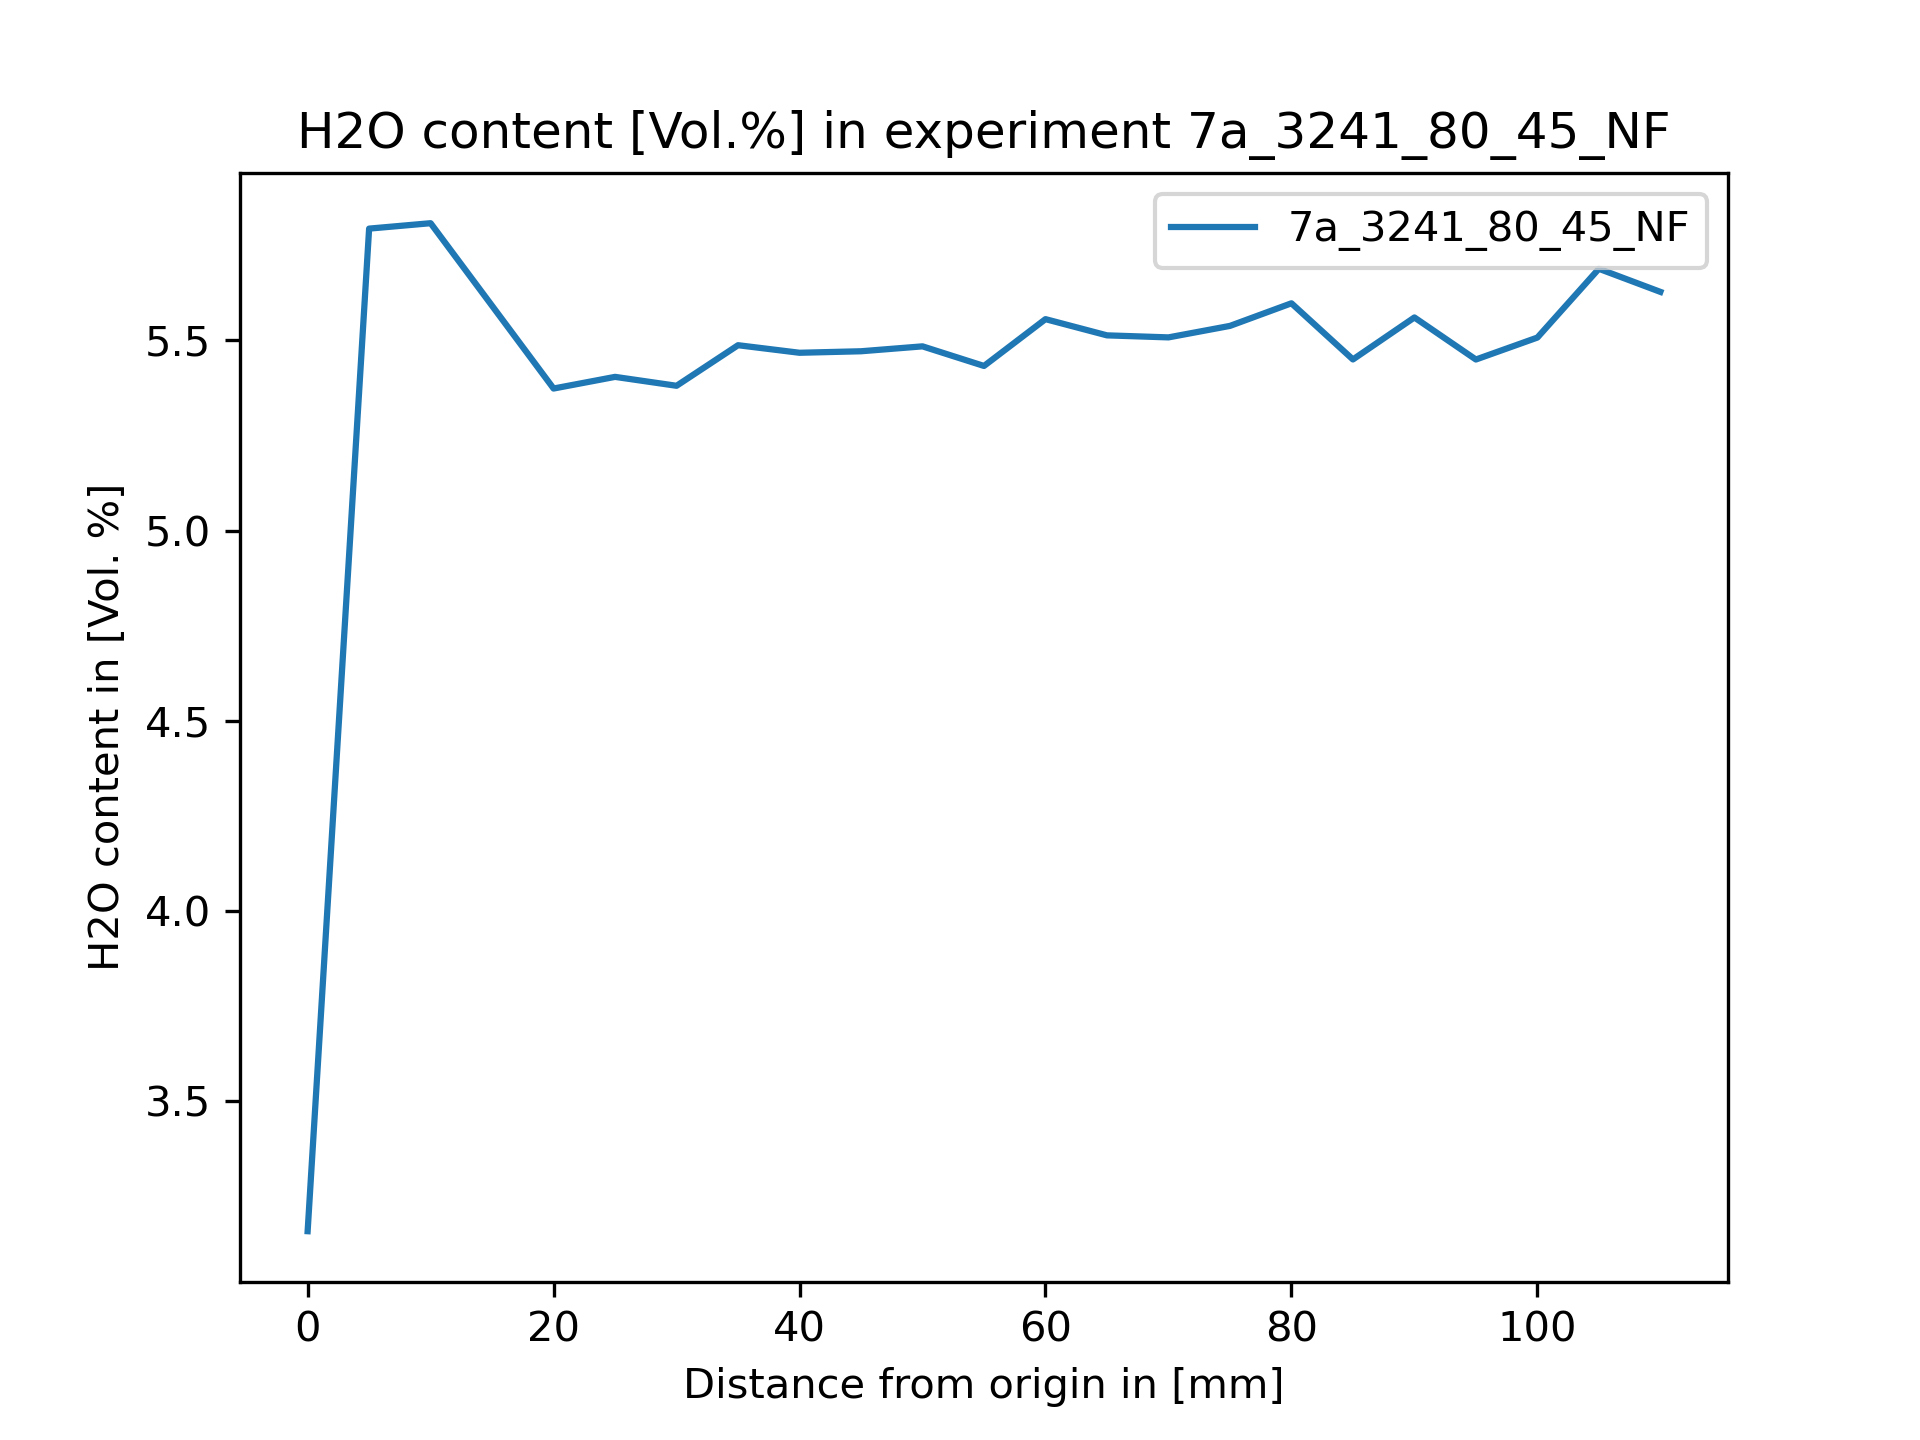 H2O content [Vol.%] in experiment 7a_3241_80_45_NF
7a_3241_80_45_NF
H2O content in [Vol. %]
5.5
5.0
4.5
4.0
3.5
0 20 40 60 80 100
Distance from origin in [mm]